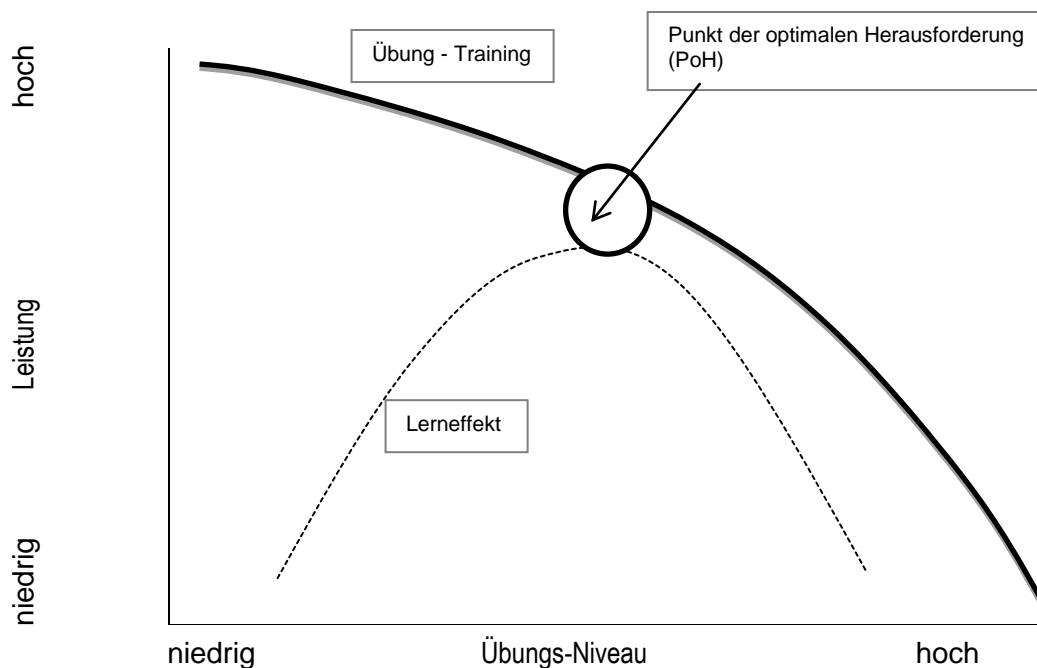 Übung - Training
Punkt der optimalen Herausforderung
(PoH)
hoch
Leistung
Lerneffekt
niedrig
niedrig
Übungs-Niveau
hoch